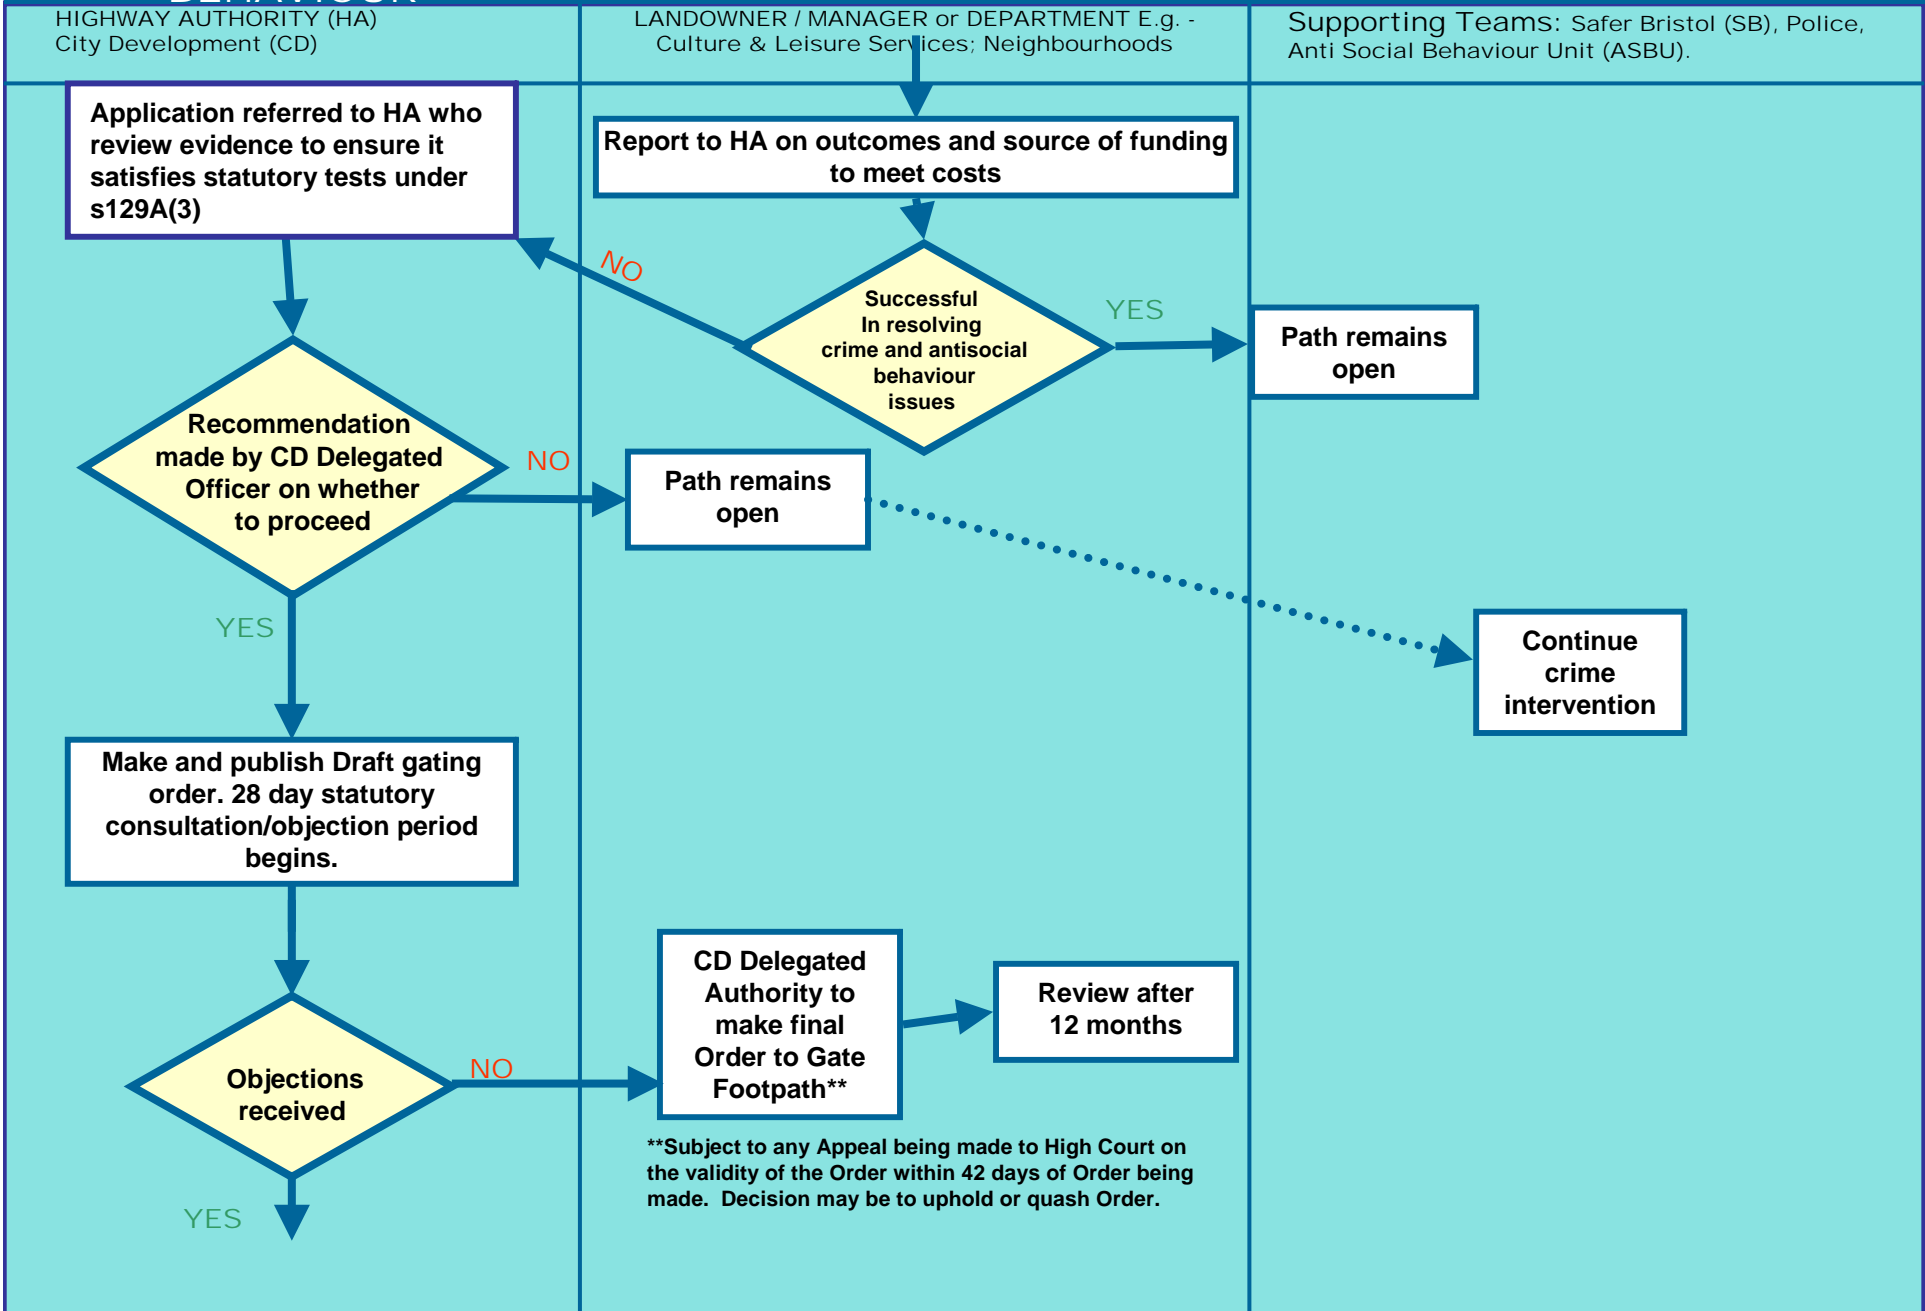 BEHAVIOUR
HIGHWAY AUTHORITY (HA)
City Development (CD)
LANDOWNER / MANAGER or DEPARTMENT E.g. -
Culture & Leisure Services; Neighbourhoods
Supporting Teams: Safer Bristol (SB), Police,
Anti Social Behaviour Unit (ASBU).
Application referred to HA who
review evidence to ensure it
satisfies statutory tests under
s129A(3)
Report to HA on outcomes and source of funding
to meet costs
NO
Successful
In resolving
crime and antisocial
behaviour
issues
YES
Path remains
open
Recommendation
made by CD Delegated
Officer on whether
to proceed
NO
Path remains
open
YES
Continue
crime
intervention
Make and publish Draft gating
order. 28 day statutory
consultation/objection period
begins.
CD Delegated
Authority to
make final
Order to Gate
Footpath**
Review after
12 months
Objections
received
NO
**Subject to any Appeal being made to High Court on
the validity of the Order within 42 days of Order being
made. Decision may be to uphold or quash Order.
YES